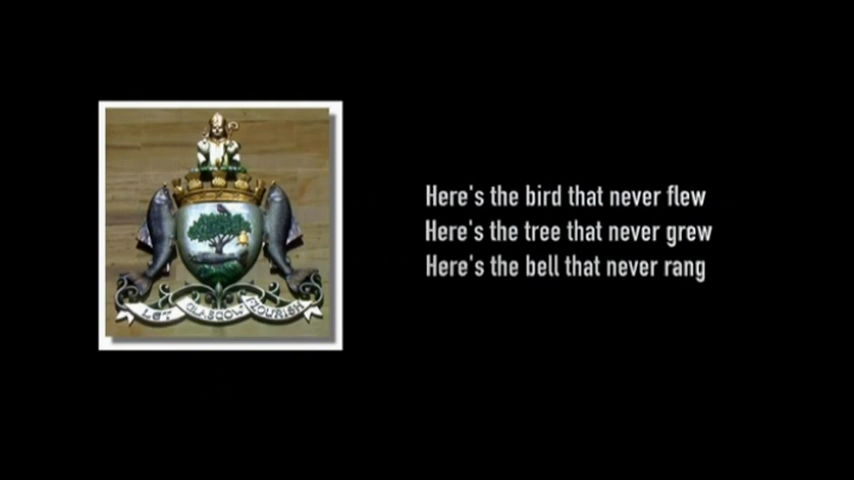 LET GLASGOW FLOURISH
Here's the bird that never flew
Here's the tree that never grew
Here's the bell that never rang